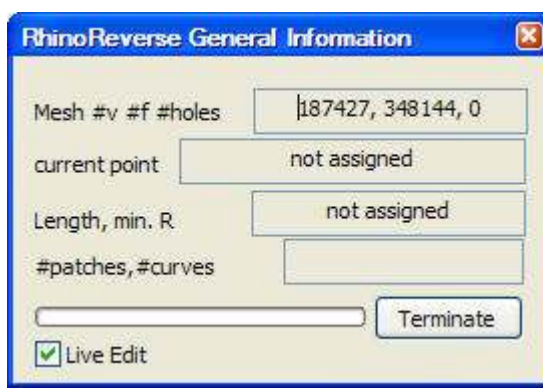 RhinoReverse General Information
Mesh #v #f #holes 187427, 348144, 0
current point not assigned
Length, min. R not assigned
#patches, #curves
Terminate
Live Edit